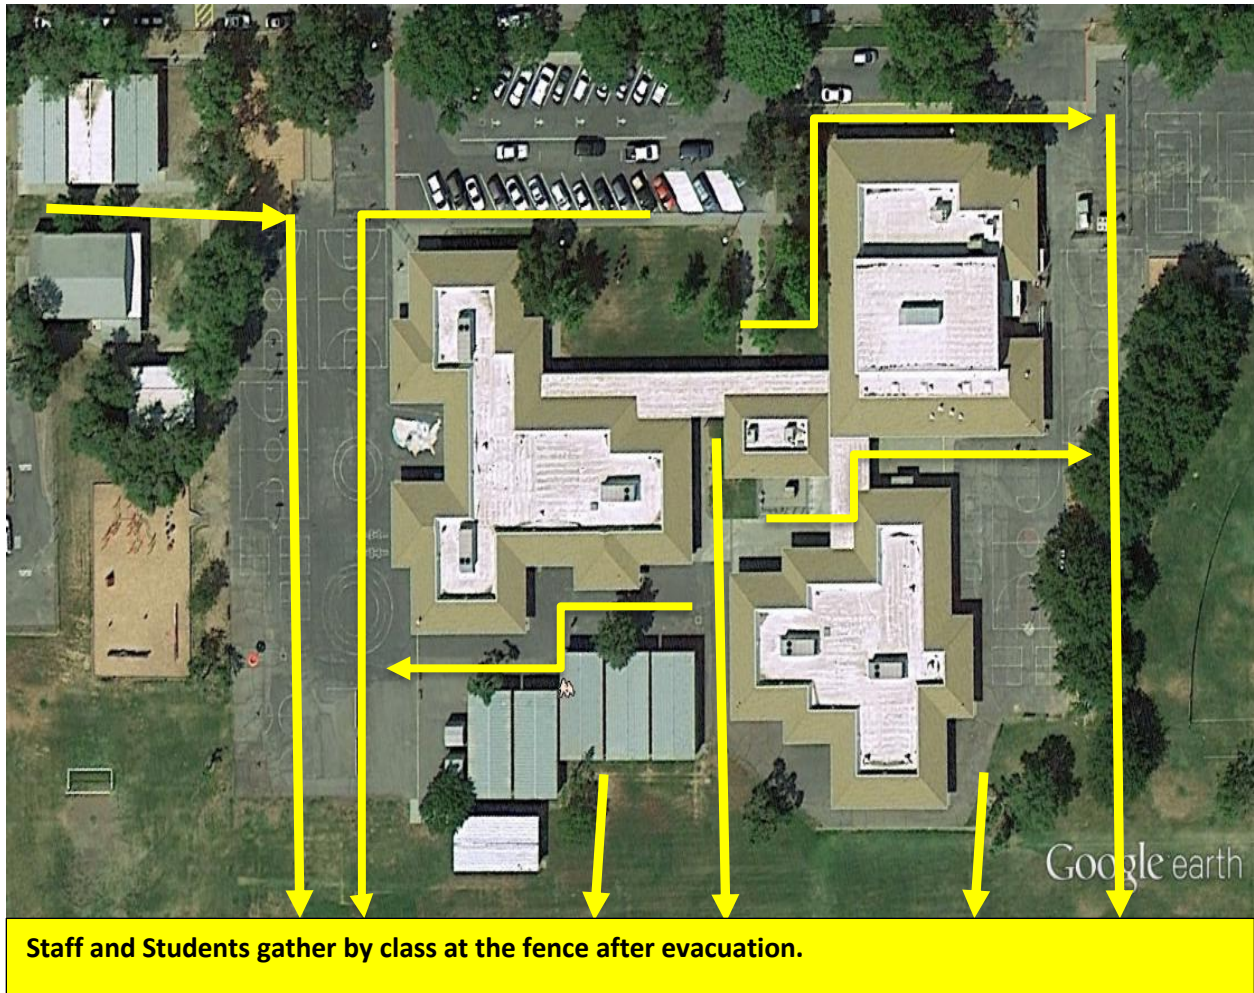 Google earth
Staff and Students gather by class at the fence after evacuation.